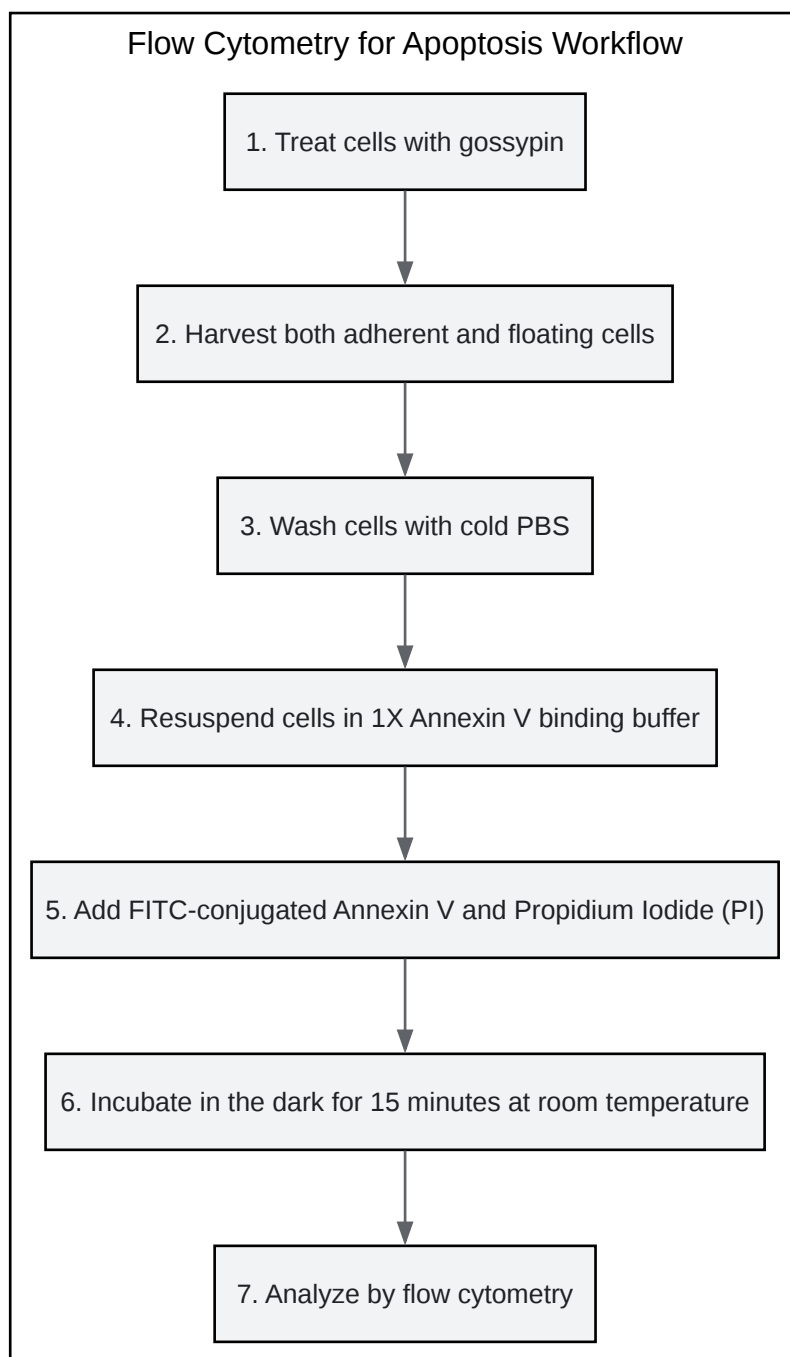 Flow Cytometry for Apoptosis Workflow
1. Treat cells with gossypin
2. Harvest both adherent and floating cells
3. Wash cells with cold PBS
4. Resuspend cells in 1X Annexin V binding buffer
5. Add FITC-conjugated Annexin V and Propidium Iodide (PI)
6. Incubate in the dark for 15 minutes at room temperature
7. Analyze by flow cytometry